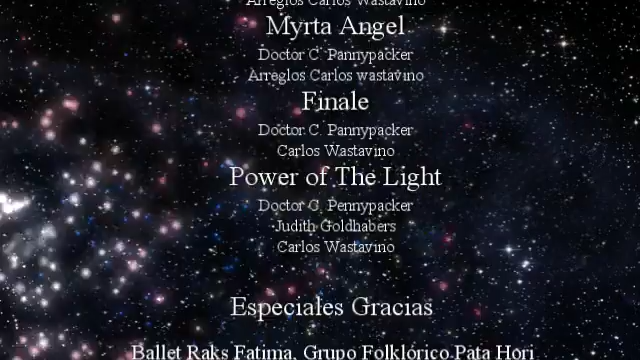 Arreglos Carlos Wastavino
Myrta Angel
Doctor C. Pannypacker
Arreglos Carlos wastavino
Finale
Doctor C. Pannypacker
Carlos Wastavino
Power of The Light
Doctor C. Pennypacker
Judith Goldhabers
Carlos Wastavino
Especiales Gracias
Ballet Raks Fatima, Grupo Folklórico Pata Hori